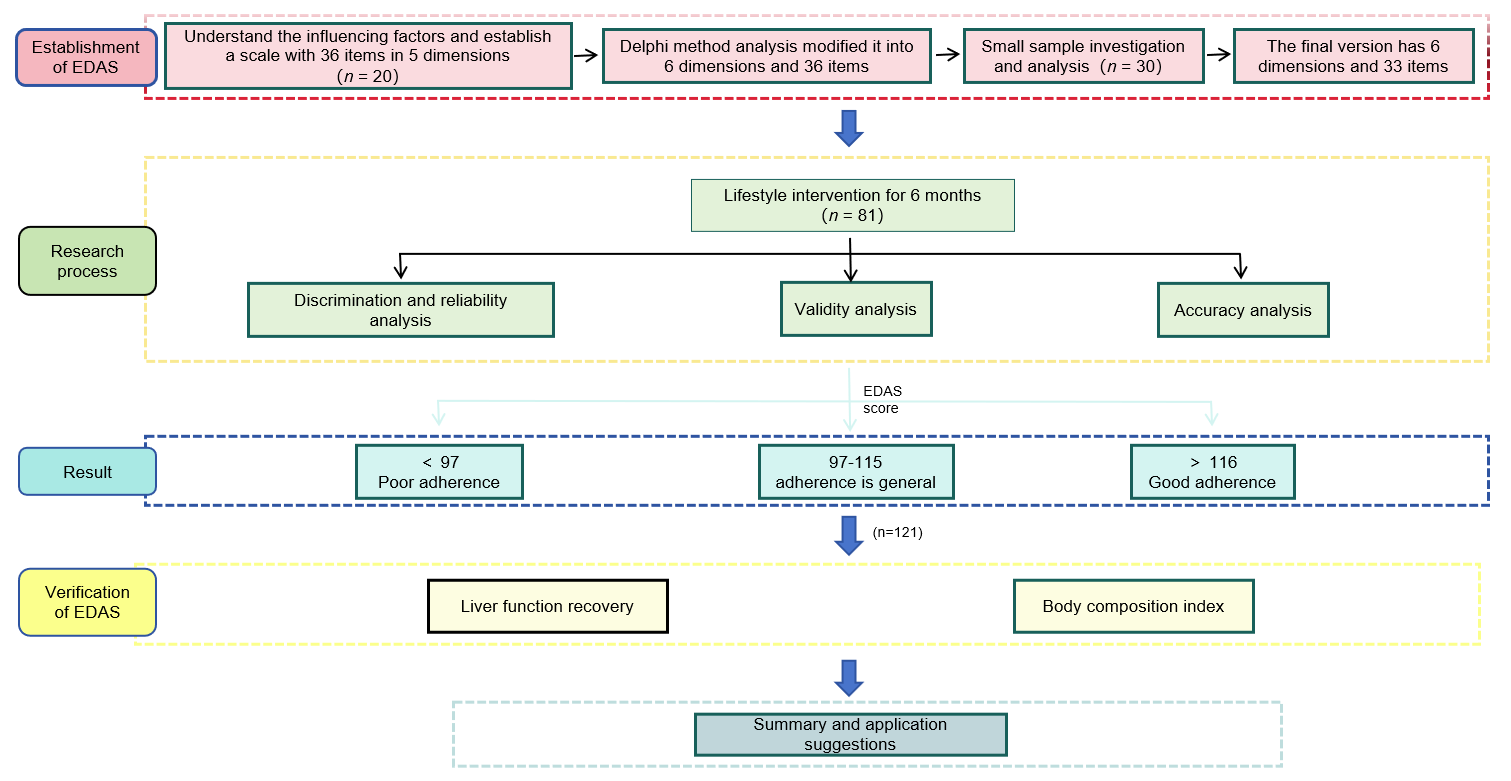 Establishment
of EDAS
Understand the influencing factors and establish
a scale with 36 items in 5 dimensions
(n = 20)
Delphi method analysis modified it into
6 dimensions and 36 items
Small sample investigation
and analysis (n = 30)
The final version has 6
dimensions and 33 items
Research
process
Lifestyle intervention for 6 months
(n = 81)
Discrimination and reliability
analysis
Validity analysis
Accuracy analysis
EDAS
score
Result
< 97
Poor adherence
97-115
adherence is general
> 116
Good adherence
(n=121)
Verification
of EDAS
Liver function recovery
Body composition index
Summary and application
suggestions